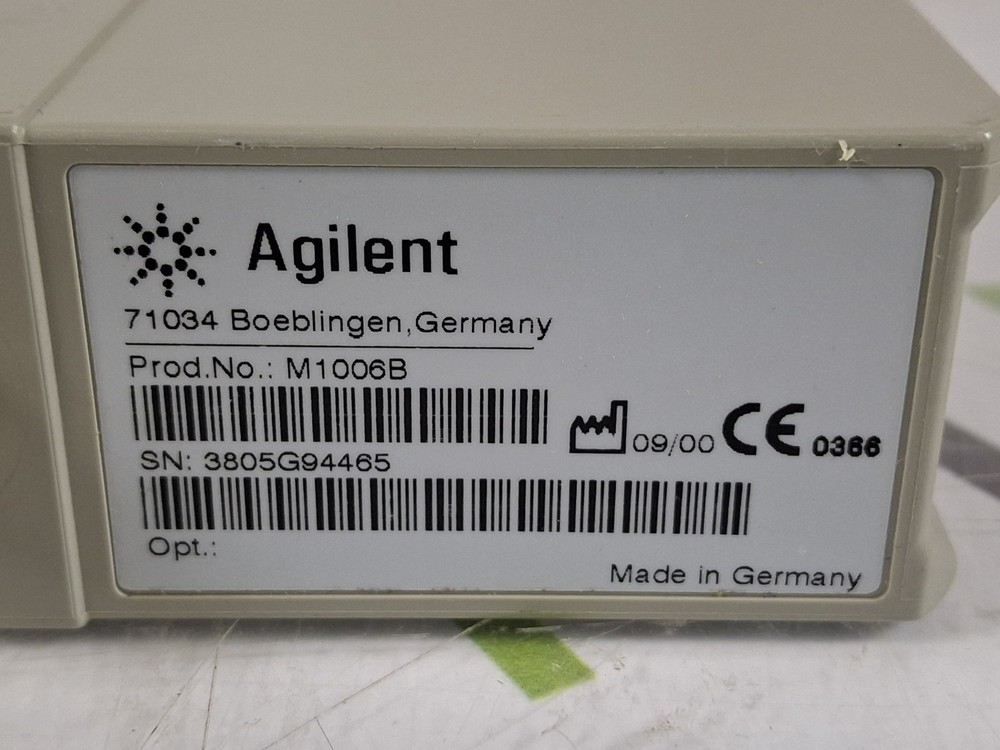 Agilent
71034 Boeblingen,Germany
Prod.No.: M1006B
09/00 CE 0366
SN: 3805G94465
Opt.:
Made in Germany